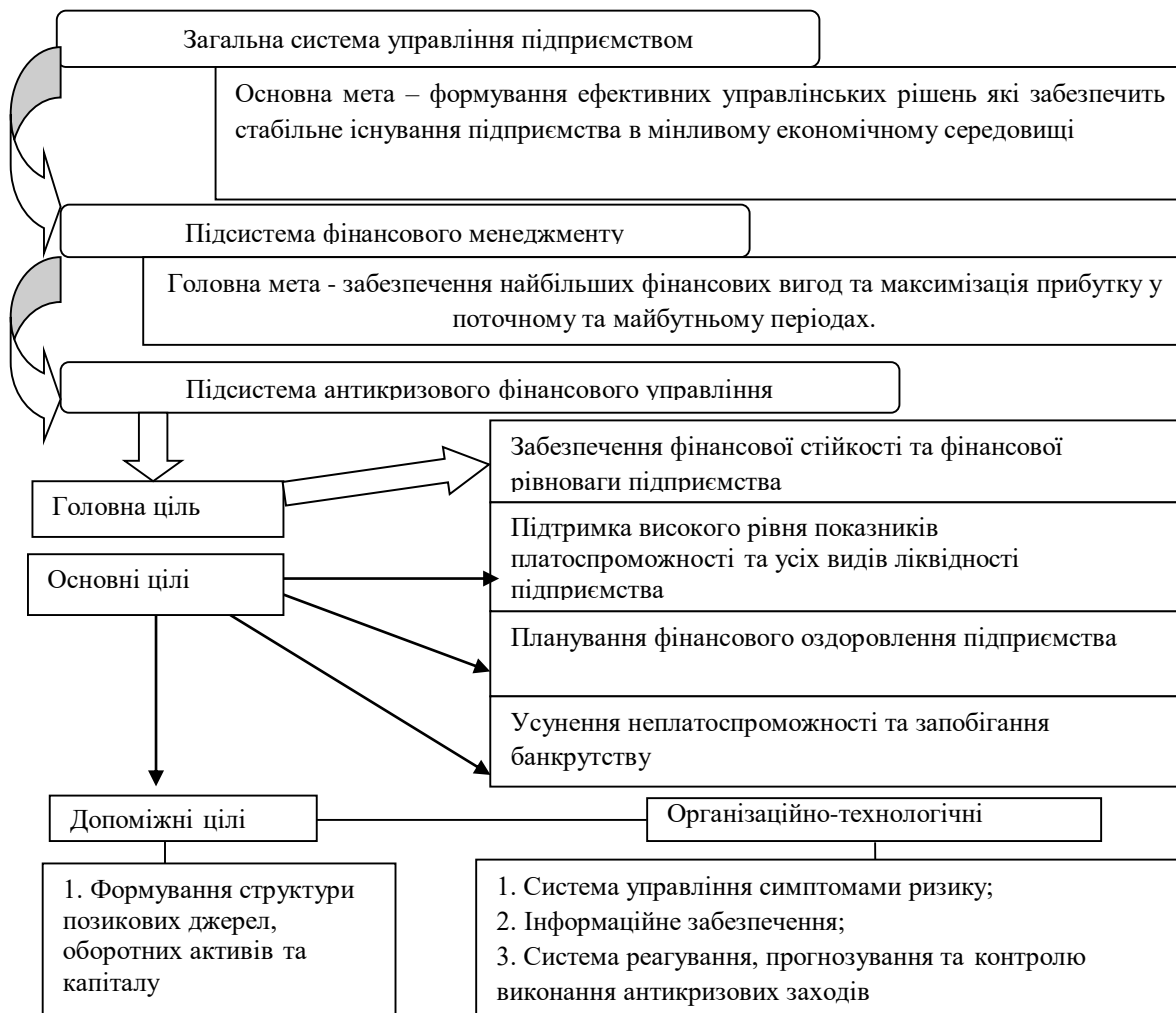 Загальна система управління підприємством
Основна мета – формування ефективних управлінських рішень які забезпечить
стабільне існування підприємства в мінливому економічному середовищі
Підсистема фінансового менеджменту
Головна мета - забезпечення найбільших фінансових вигод та максимізація прибутку у
поточному та майбутньому періодах.
Підсистема антикризового фінансового управління
Забезпечення фінансової стійкості та фінансової
рівноваги підприємства
Головна ціль
Підтримка високого рівня показників
платоспроможності та усіх видів ліквідності
підприємства
Основні цілі
Планування фінансового оздоровлення підприємства
Усунення неплатоспроможності та запобігання
банкрутству
Допоміжні цілі
Організаційно-технологічні
1. Формування структури
позикових джерел,
оборотних активів та
капіталу
1. Система управління симптомами ризику;
2. Інформаційне забезпечення;
3. Система реагування, прогнозування та контролю
виконання антикризових заходів